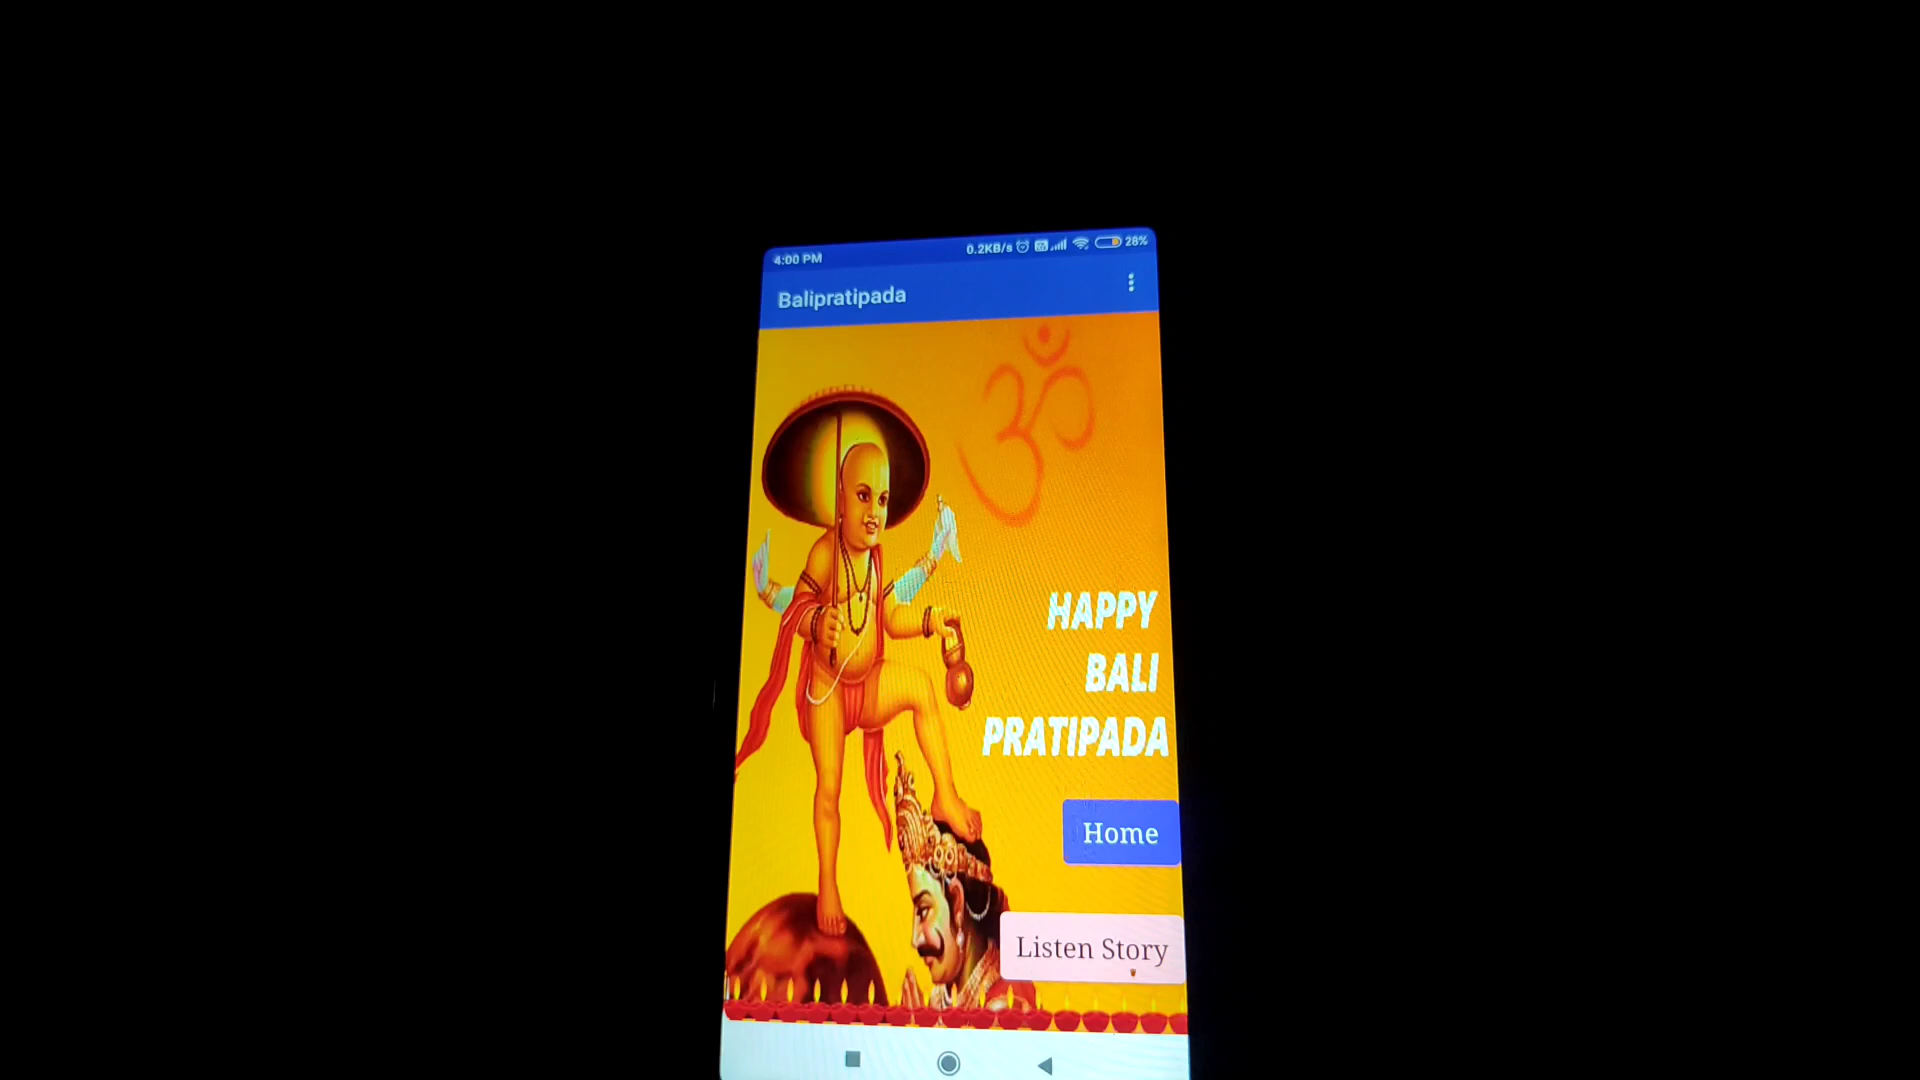 4:00 PM
0.2KB/s
28%
Balipratipada
ॐ
HAPPY
BALI
PRATIPADA
Home
Listen Story